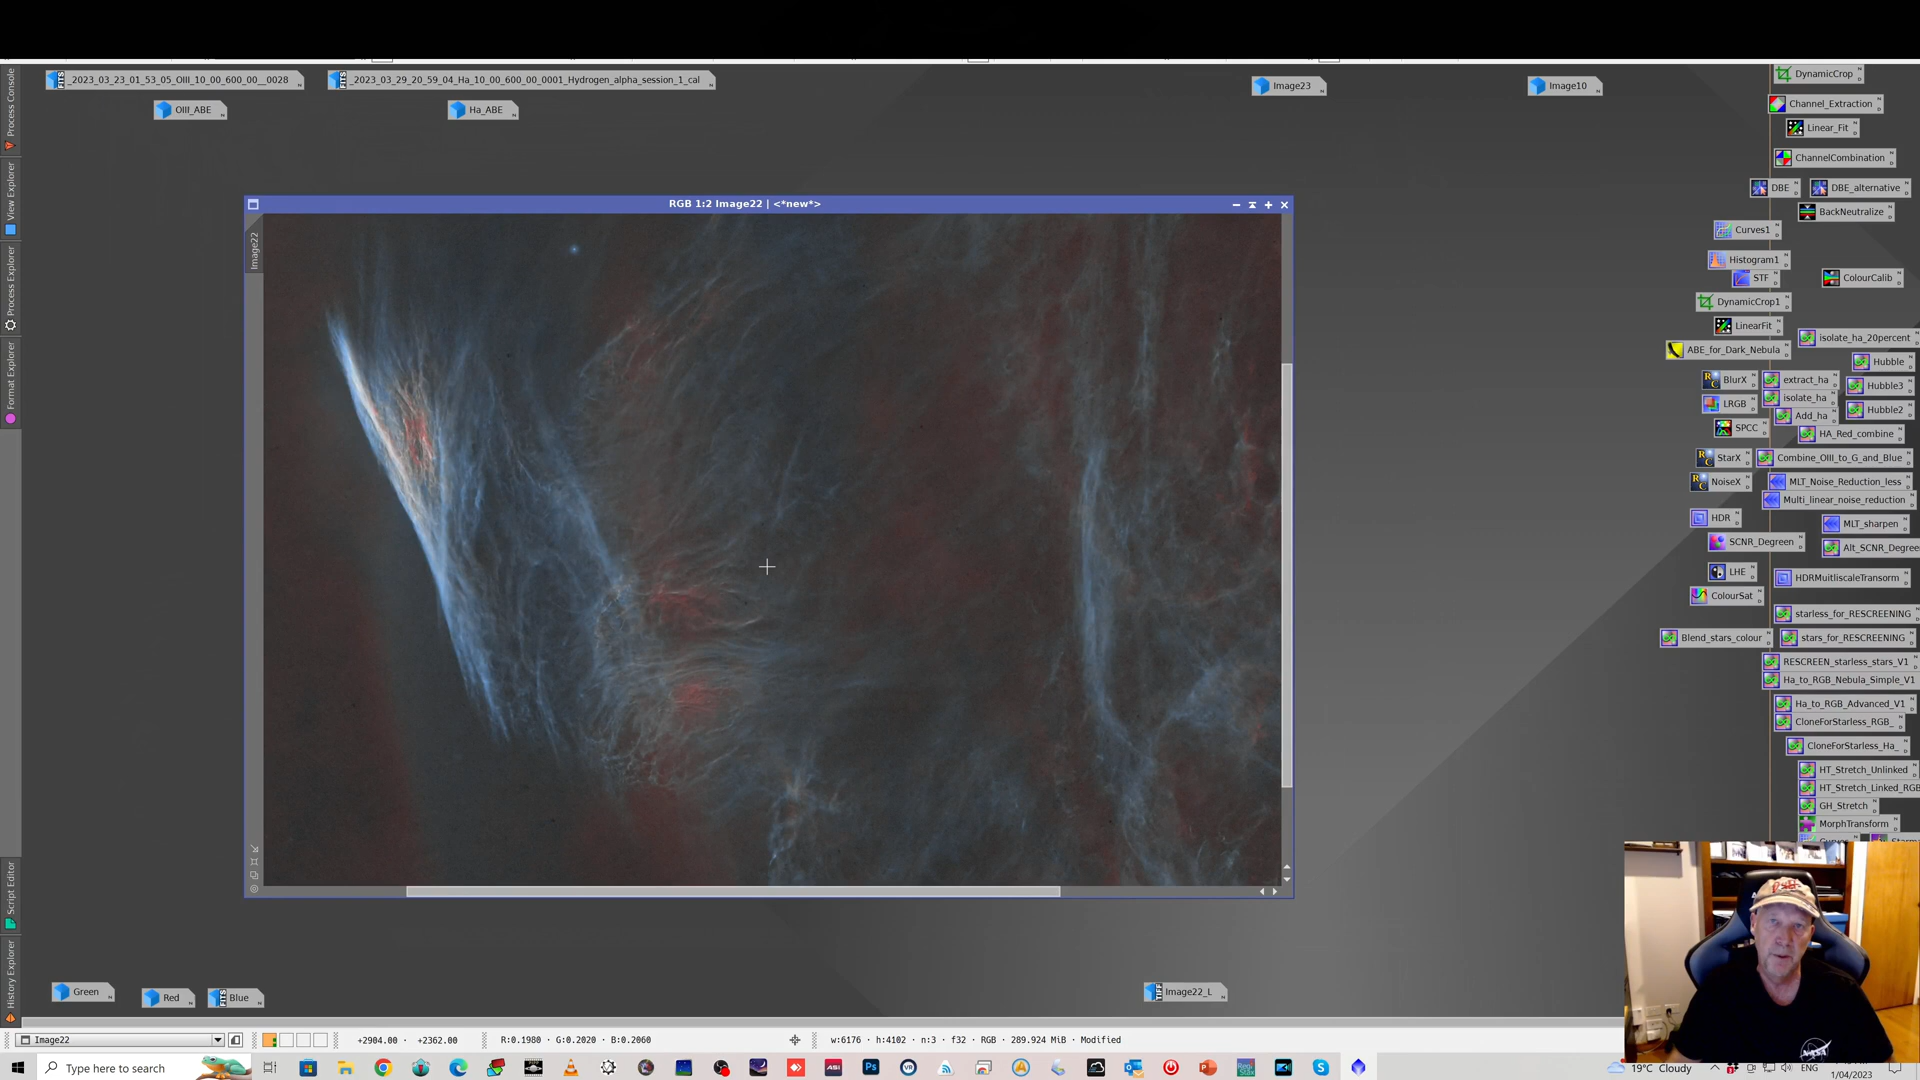 _2023_03_23_01_53_05_OIII_10_00_600_00__0028
_2023_03_29_20_59_04_Ha_10_00_600_00_0001_Hydrogen_alpha_session_1_cal
Image23
Image10
OIII_ABE
Ha_ABE
Process Console
View Explorer
Process Explorer
Format Explorer
Script Editor
History Explorer
RGB 1:2 Image22 | <*new*>
Image22
DynamicCrop
Channel_Extraction
Linear_Fit
ChannelCombination
DBE
DBE_alternative
BackNeutralize
Curves1
Histogram1
STF
ColourCalib
DynamicCrop1
LinearFit
isolate_ha_20percent
ABE_for_Dark_Nebula
Hubble
BlurX
extract_ha
Hubble3
isolate_ha
LRGB
Hubble2
Add_ha
SPCC
HA_Red_combine
StarX
Combine_OIII_to_G_and_Blue
NoiseX
MLT_Noise_Reduction_less
Multi_linear_noise_reduction
HDR
MLT_sharpen
SCNR_Degreen
Alt_SCNR_Degree
LHE
HDRMuitliscaleTransorm
ColourSat
starless_for_RESCREENING
Blend_stars_colour
stars_for_RESCREENING
RESCREEN_starless_stars_V1
Ha_to_RGB_Nebula_Simple_V1
Ha_to_RGB_Advanced_V1
CloneForStarless_RGB_
CloneForStarless_Ha_
HT_Stretch_Unlinked
HT_Stretch_Linked_RGB
GH_Stretch
MorphTransform
Green
Red
Blue
Image22_L
Image22
+2984.00 · +2362.00
R:0.1980 · G:0.2020 · B:0.2060
w:6176 · h:4102 · n:3 · f32 · RGB · 289.924 MiB · Modified
Type here to search
19°C Cloudy
ENG
1/04/2023
NASA